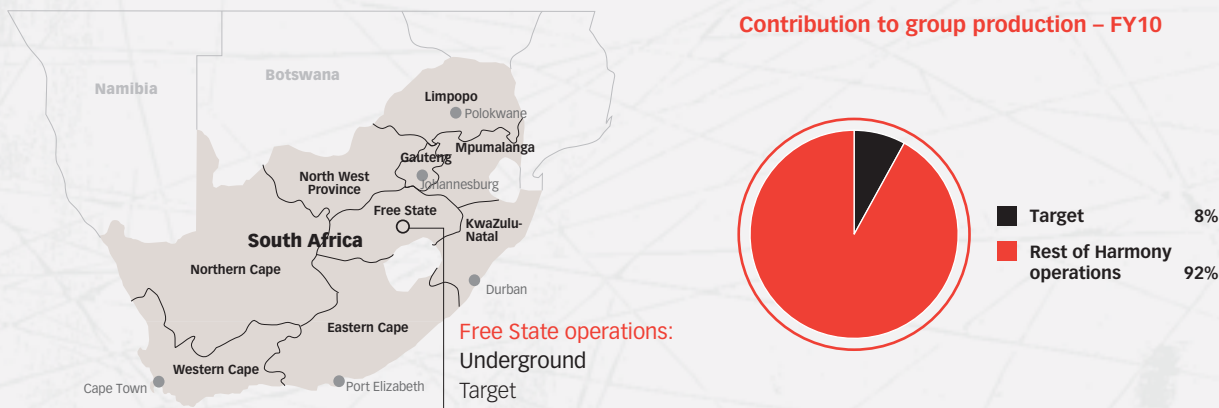 Contribution to group production – FY10
Namibia
Botswana
Limpopo
Polokwane
Gauteng
Mpumalanga
North West
Province
Johannesburg
Free State
KwaZulu-
Natal
South Africa
Northern Cape
Durban
Eastern Cape
Western Cape
Cape Town
Port Elizabeth
Free State operations:
Underground
Target
Target 8%
Rest of Harmony
operations 92%